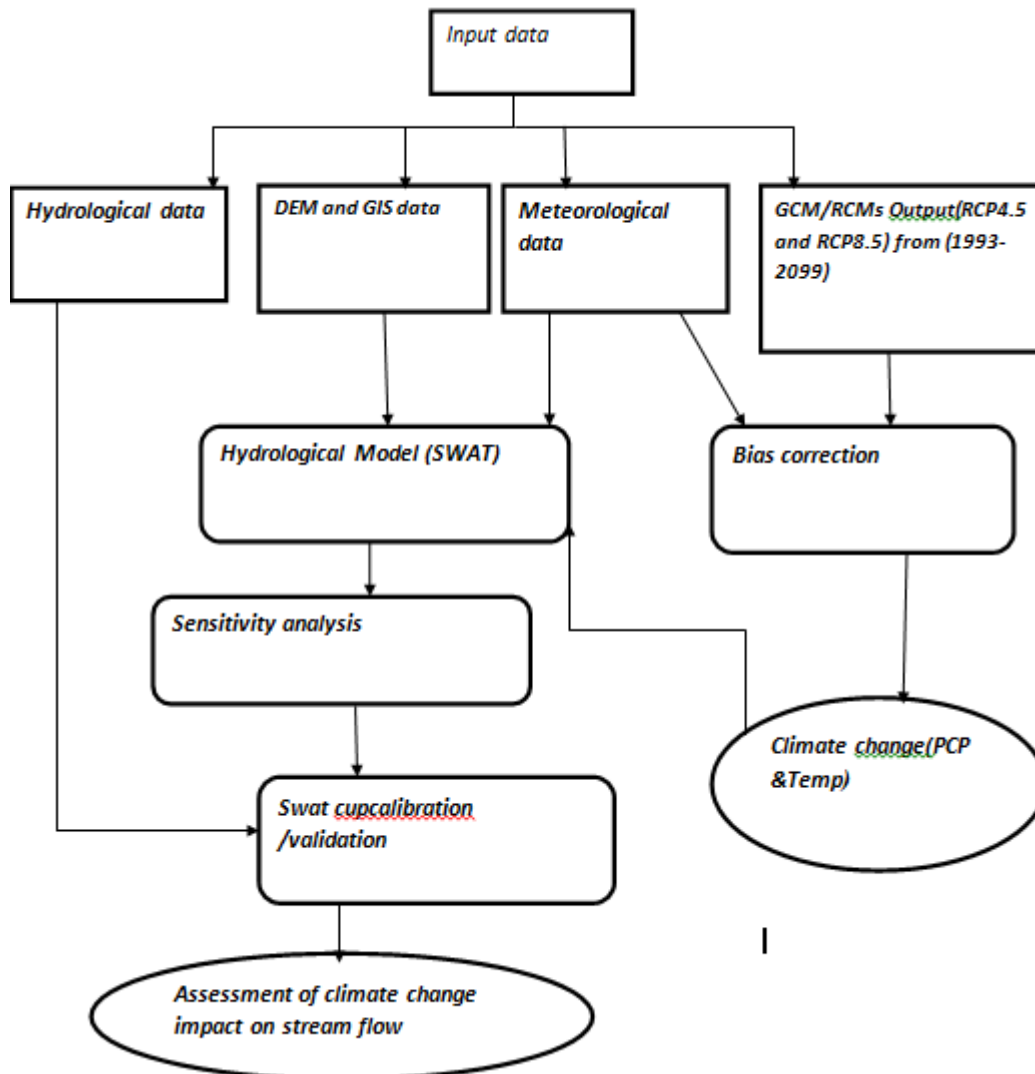 Input data
Hydrological data
DEM and GIS data
Meteorological
data
GCM/RCMs Output(RCP4.5
and RCP8.5) from (1993-
2099)
Hydrological Model (SWAT)
Bias correction
Sensitivity analysis
Climate change(PCP
&Temp)
Swat cupcalibration
/validation
Assessment of climate change
impact on stream flow